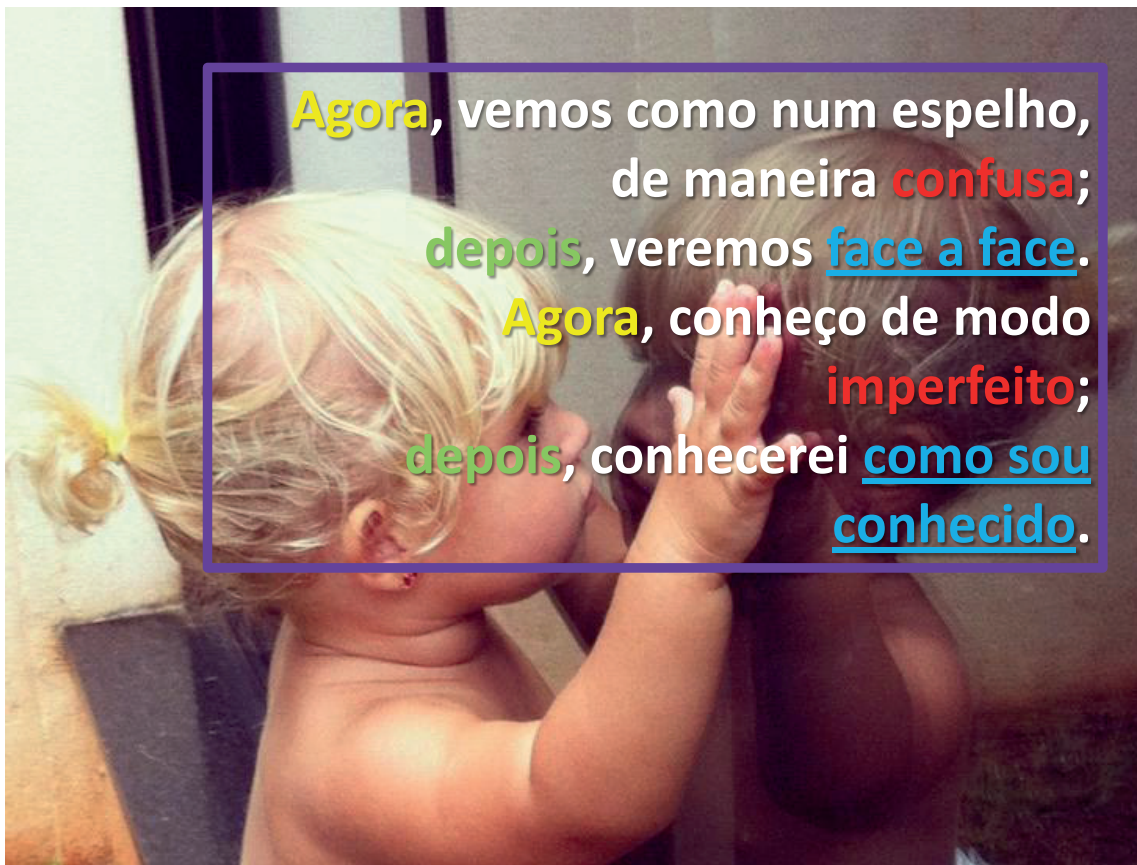 Agora, vemos como num espelho,
de maneira confusa;
depois, veremos face a face.
Agora, conheço de modo
imperfeito;
depois, conhecerei como sou
conhecido.